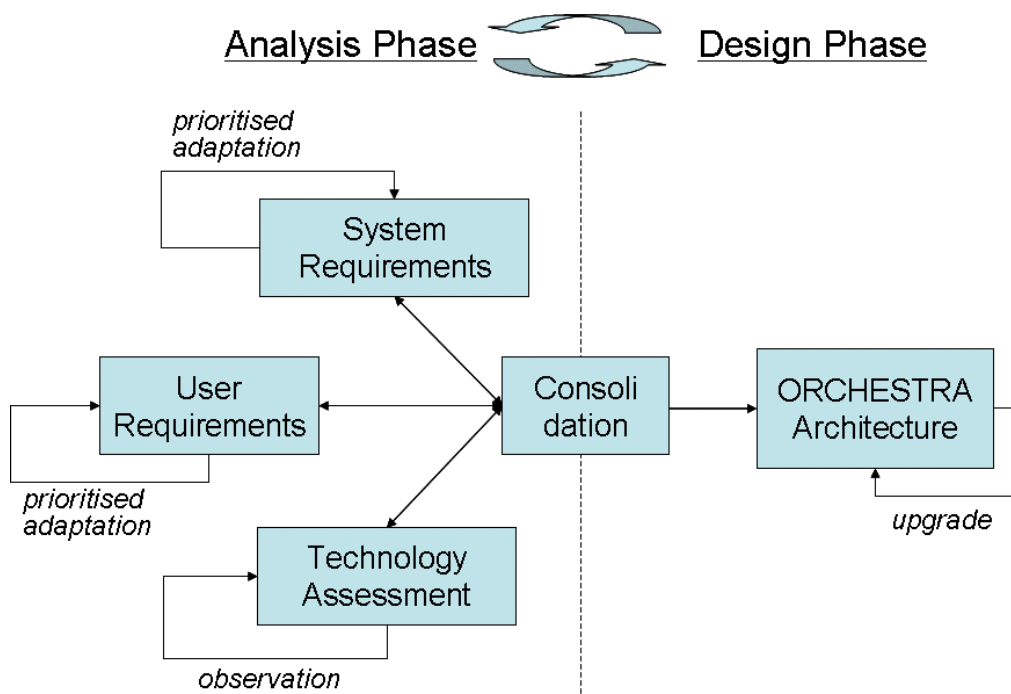 Analysis Phase
Design Phase
prioritised
adaptation
System
Requirements
User
Requirements
Consoli
dation
ORCHESTRA
Architecture
prioritised
adaptation
upgrade
Technology
Assessment
observation